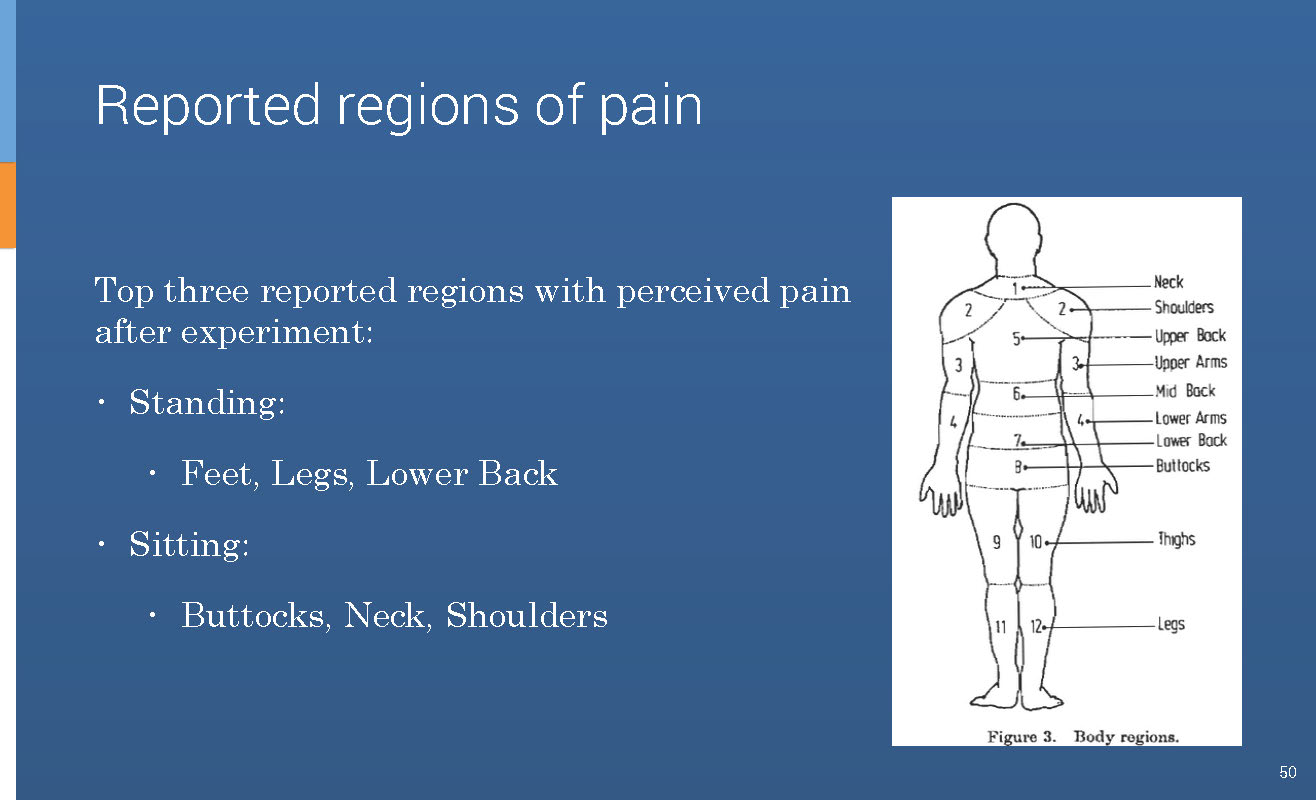 Reported regions of pain
Top three reported regions with perceived pain
after experiment:
• Standing:
• Feet, Legs, Lower Back
• Sitting:
• Buttocks, Neck, Shoulders
1 Neck
2 2 Shoulders
5 Upper Back
3 3 Upper Arms
6 Mid Back
4 4 Lower Arms
7 Lower Back
8 Buttocks
9 10 Thighs
11 12 Legs
Figure 3. Body regions.
50